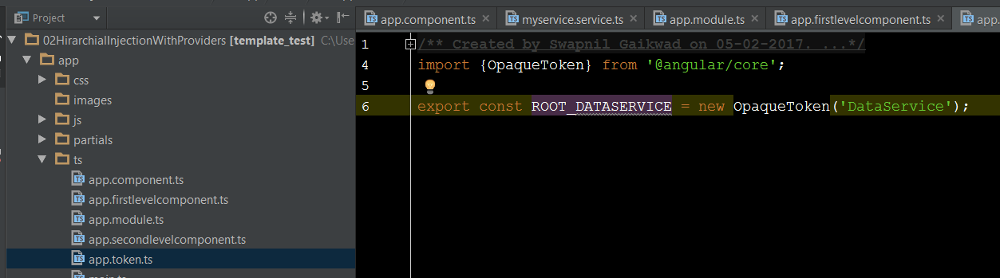 Project
app.component.ts
myservice.service.ts
app.module.ts
app.firstlevelcomponent.ts
app.
02HirarchialInjectionWithProviders [template_test] C:\Use
app
css
images
js
partials
ts
app.component.ts
app.firstlevelcomponent.ts
app.module.ts
app.secondlevelcomponent.ts
app.token.ts
main.ts
1 /** Created by Swapnil Gaikwad on 05-02-2017. ...*/
4 import {OpaqueToken} from '@angular/core';
5
6 export const ROOT_DATASERVICE = new OpaqueToken('DataService');